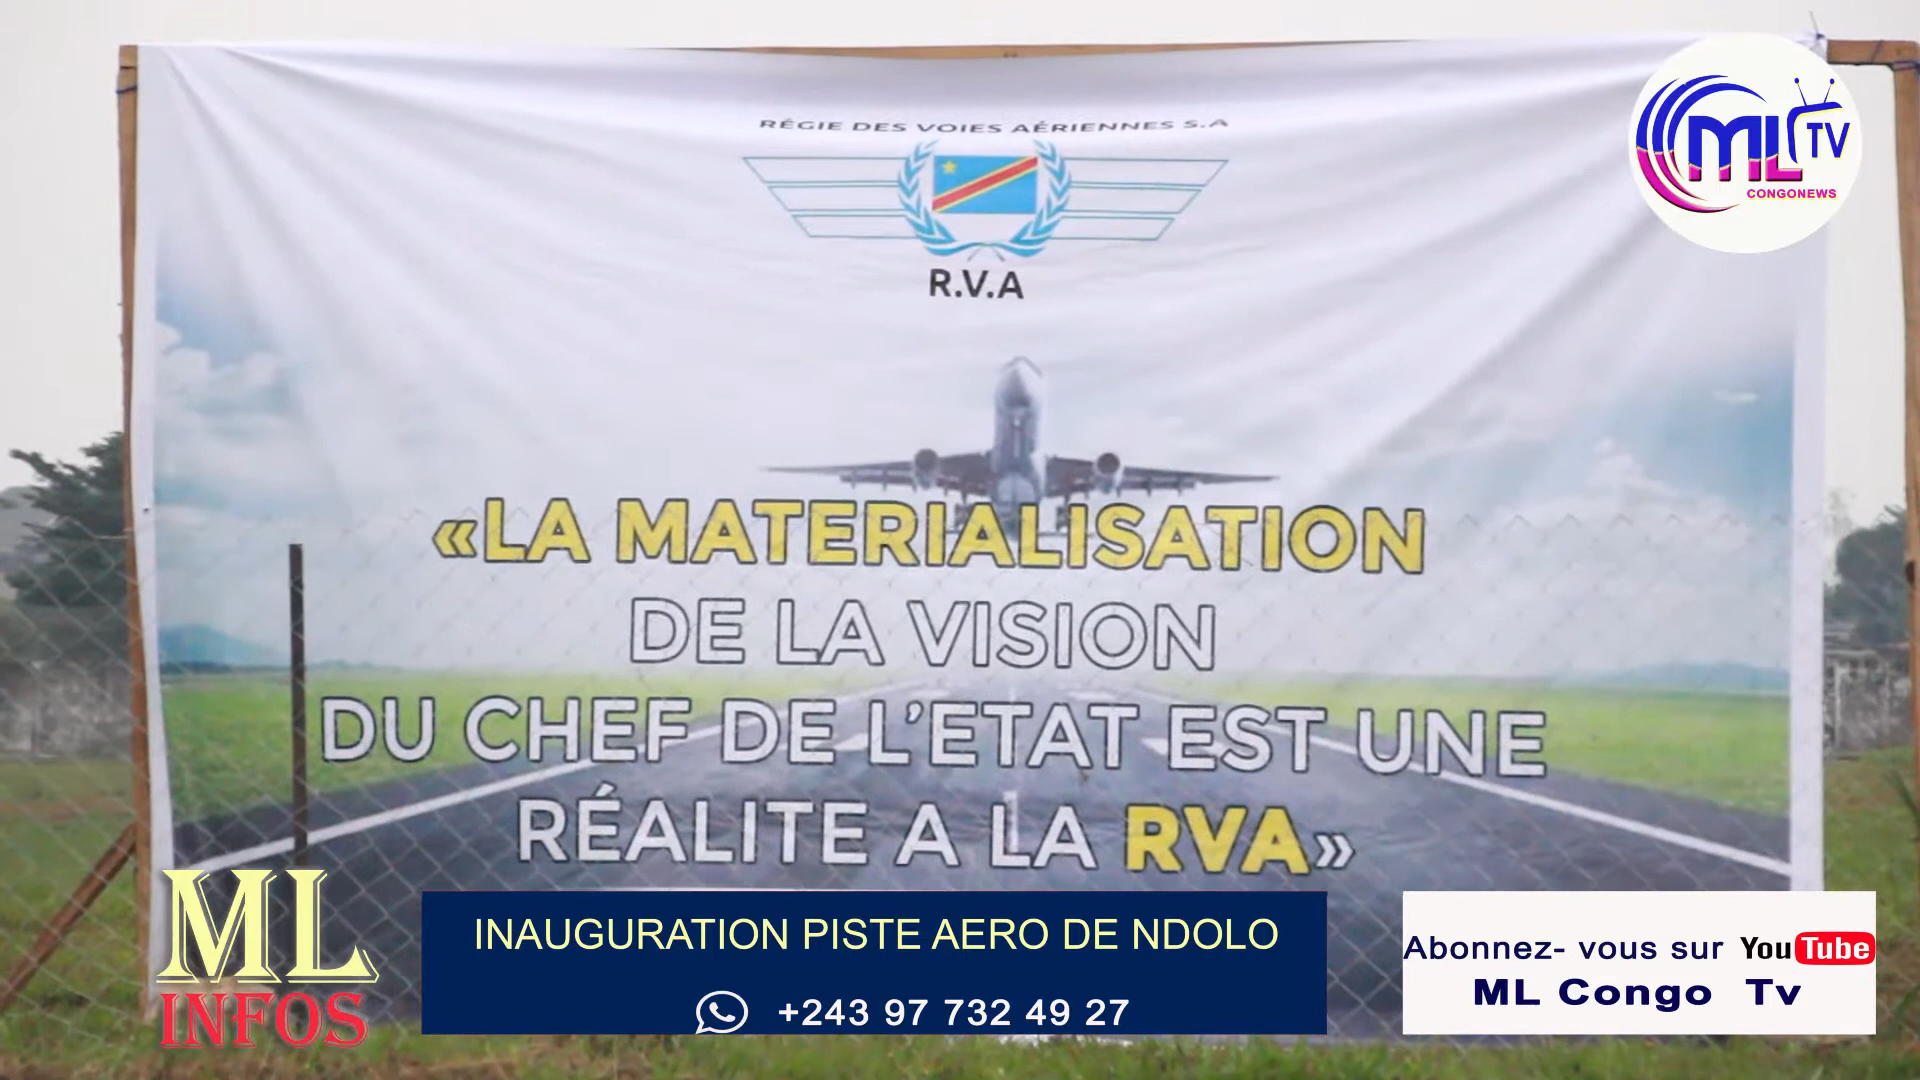 RÉGIE DES VOIES AÉRIENNES S.A
R.V.A
ML TV
CONGONEWS
«LA MATERIALISATION
DE LA VISION
DU CHEF DE L'ETAT EST UNE
RÉALITE A LA RVA»
ML
INFOS
INAUGURATION PISTE AERO DE NDOLO
+243 97 732 49 27
Abonnez- vous sur YouTube
ML Congo Tv